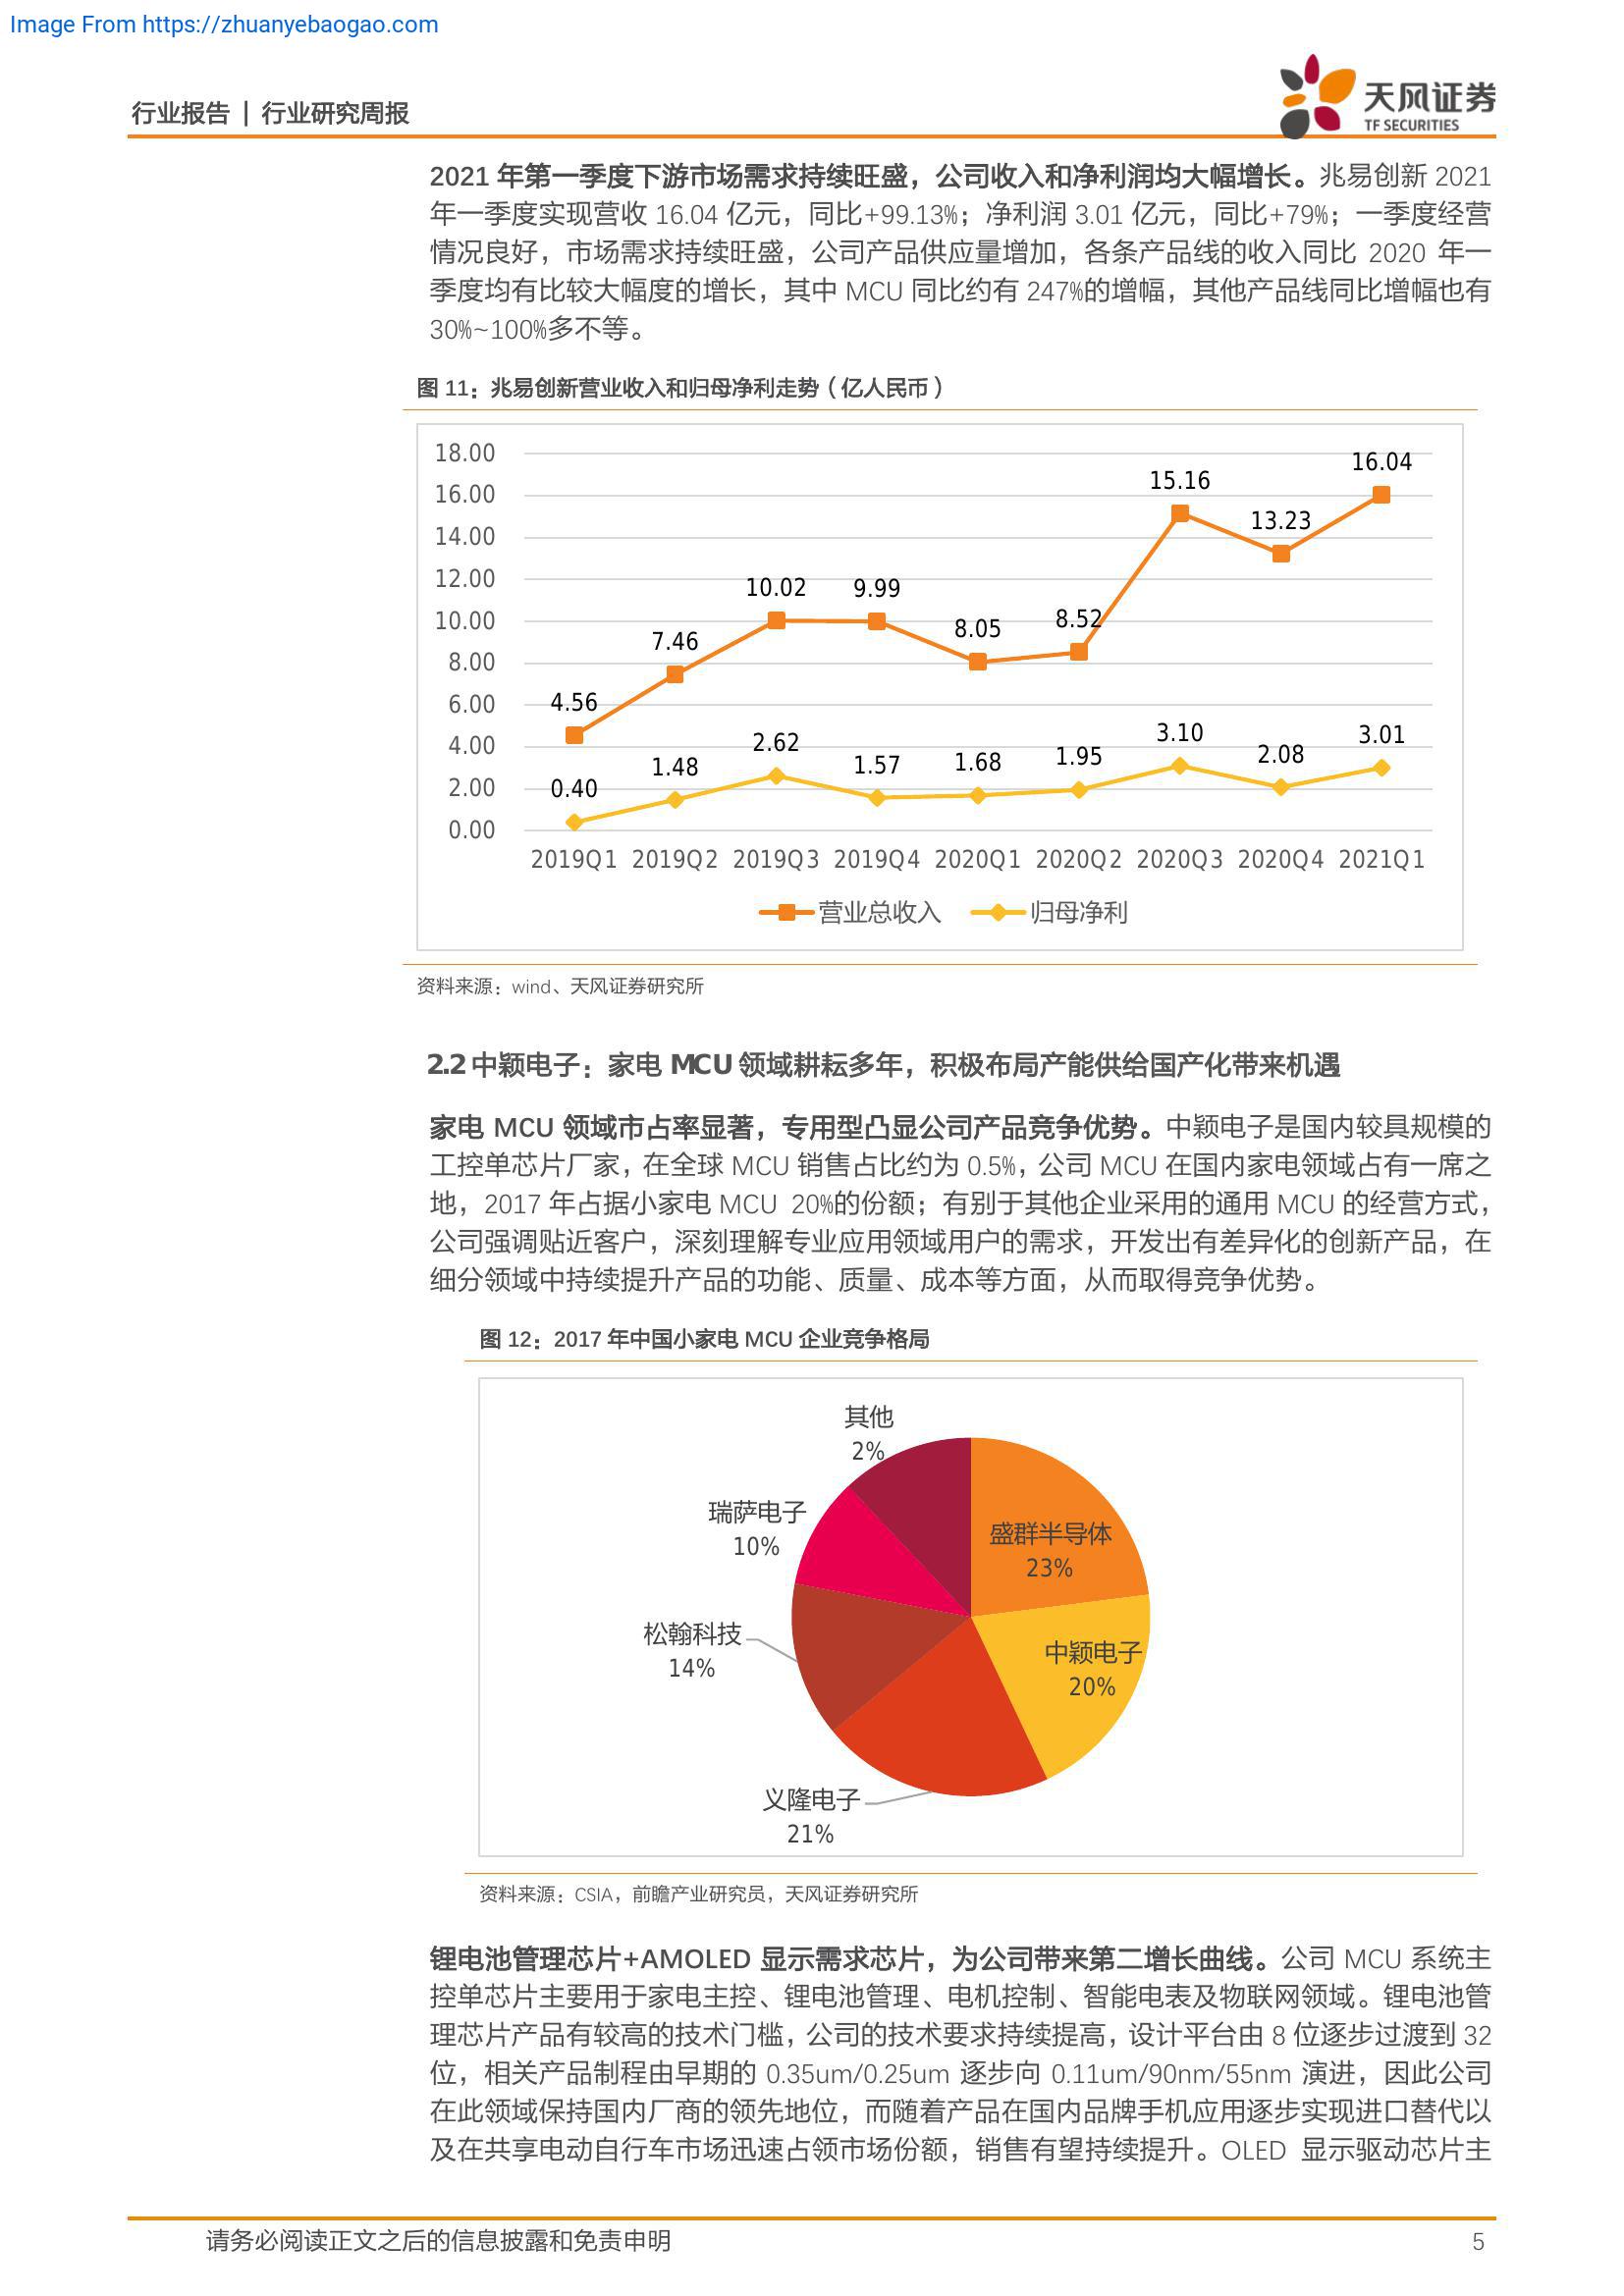 Image From https://zhuanyebaogao.com
行业报告 | 行业研究周报
天风证券
TF SECURITIES
2021 年第一季度下游市场需求持续旺盛，公司收入和净利润均大幅增长。兆易创新 2021
年一季度实现营收 16.04 亿元，同比+99.13%；净利润 3.01 亿元，同比+79%；一季度经营
情况良好，市场需求持续旺盛，公司产品供应量增加，各条产品线的收入同比 2020 年一
季度均有比较大幅度的增长，其中 MCU 同比约有 247%的增幅，其他产品线同比增幅也有
30%~100%多不等。
图 11：兆易创新营业收入和归母净利走势（亿人民币）
18.00
16.00
14.00
12.00
10.00
8.00
6.00
4.00
2.00
0.00
4.56
7.46
10.02
9.99
8.05
8.52
15.16
13.23
16.04
0.40
1.48
2.62
1.57
1.68
1.95
3.10
2.08
3.01
2019Q1 2019Q2 2019Q3 2019Q4 2020Q1 2020Q2 2020Q3 2020Q4 2021Q1
营业总收入 归母净利
资料来源：wind、天风证券研究所
2.2 中颖电子：家电 MCU 领域耕耘多年，积极布局产能供给国产化带来机遇
家电 MCU 领域市占率显著，专用型凸显公司产品竞争优势。中颖电子是国内较具规模的
工控单芯片厂家，在全球 MCU 销售占比约为 0.5%，公司 MCU 在国内家电领域占有一席之
地，2017 年占据小家电 MCU 20%的份额；有别于其他企业采用的通用 MCU 的经营方式，
公司强调贴近客户，深刻理解专业应用领域用户的需求，开发出有差异化的创新产品，在
细分领域中持续提升产品的功能、质量、成本等方面，从而取得竞争优势。
图 12：2017 年中国小家电 MCU 企业竞争格局
其他
2%
瑞萨电子
10%
盛群半导体
23%
松翰科技
14%
中颖电子
20%
义隆电子
21%
资料来源：CSIA，前瞻产业研究员，天风证券研究所
锂电池管理芯片+AMOLED 显示需求芯片，为公司带来第二增长曲线。公司 MCU 系统主
控单芯片主要用于家电主控、锂电池管理、电机控制、智能电表及物联网领域。锂电池管
理芯片产品有较高的技术门槛，公司的技术要求持续提高，设计平台由 8 位逐步过渡到 32
位，相关产品制程由早期的 0.35um/0.25um 逐步向 0.11um/90nm/55nm 演进，因此公司
在此领域保持国内厂商的领先地位，而随着产品在国内品牌手机应用逐步实现进口替代以
及在共享电动自行车市场迅速占领市场份额，销售有望持续提升。OLED 显示驱动芯片主
请务必阅读正文之后的信息披露和免责申明
5